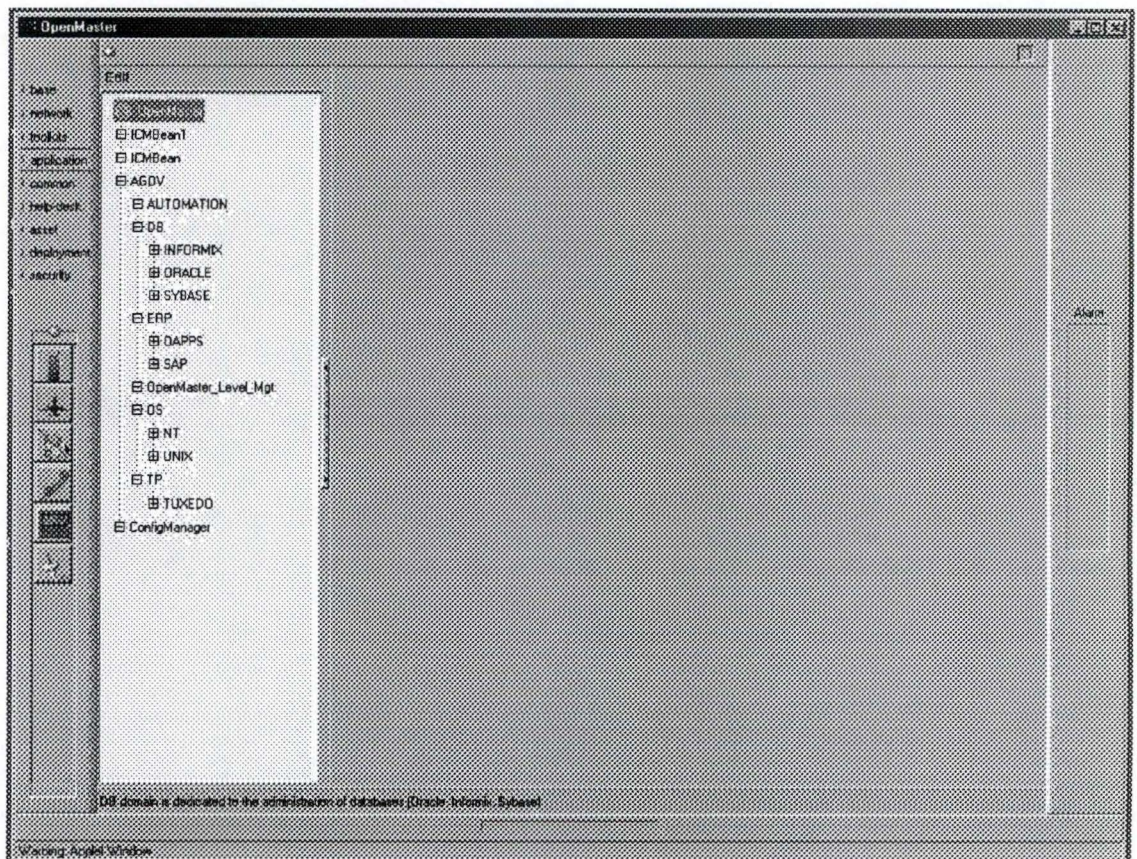 OpenMaster
Edit
base
network
toolkits
application
common
help-desk
asset
deployment
security
ICMBean1
ICMBean
AGDV
AUTOMATION
DB
INFORMIX
ORACLE
SYBASE
ERP
OAPPS
SAP
OpenMaster_Level_Mgt
OS
NT
UNIX
TP
TUXEDO
ConfigManager
Alarm
DB domain is dedicated to the administration of databases (Oracle, Informix, Sybase)
Warning: Applet Window